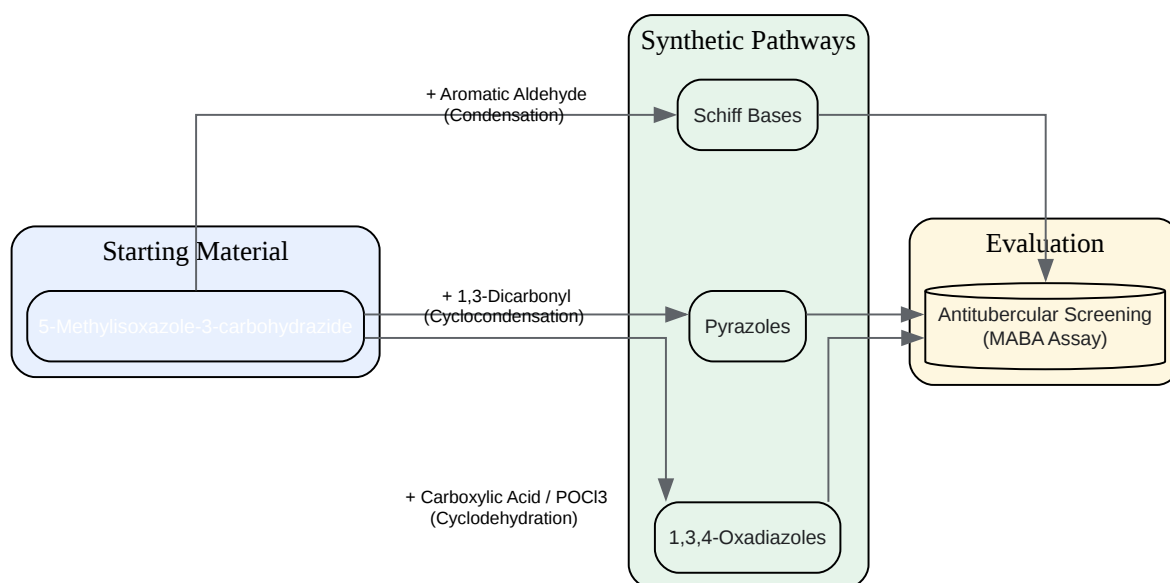 Synthetic Pathways
+ Aromatic Aldehyde
(Condensation)
Schiff Bases
Starting Material
5-Methylisoxazole-3-carbohydrazide
+ 1,3-Dicarbonyl
(Cyclocondensation)
Pyrazoles
Evaluation
Antitubercular Screening
(MABA Assay)
+ Carboxylic Acid / POCl3
(Cyclodehydration)
1,3,4-Oxadiazoles